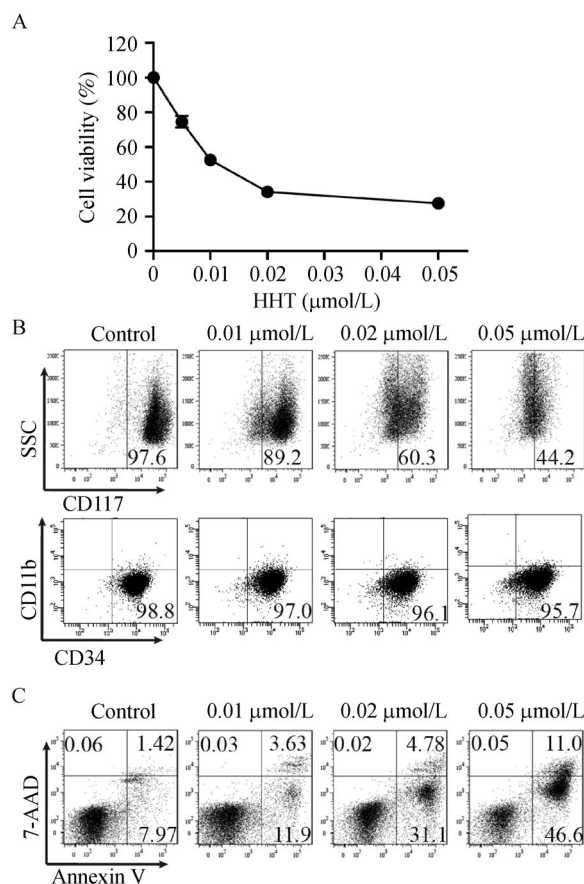 A
Cell viability (%)
120
100
80
60
40
20
0
0 0.01 0.02 0.03 0.04 0.05
HHT (μmol/L)
B
Control 0.01 μmol/L 0.02 μmol/L 0.05 μmol/L
SSC
97.6 89.2 60.3 44.2
CD117
CD11b
98.8 97.0 96.1 95.7
CD34
C
Control 0.01 μmol/L 0.02 μmol/L 0.05 μmol/L
7-AAD
0.06 1.42 0.03 3.63 0.02 4.78 0.05 11.0
7.97 11.9 31.1 46.6
Annexin V